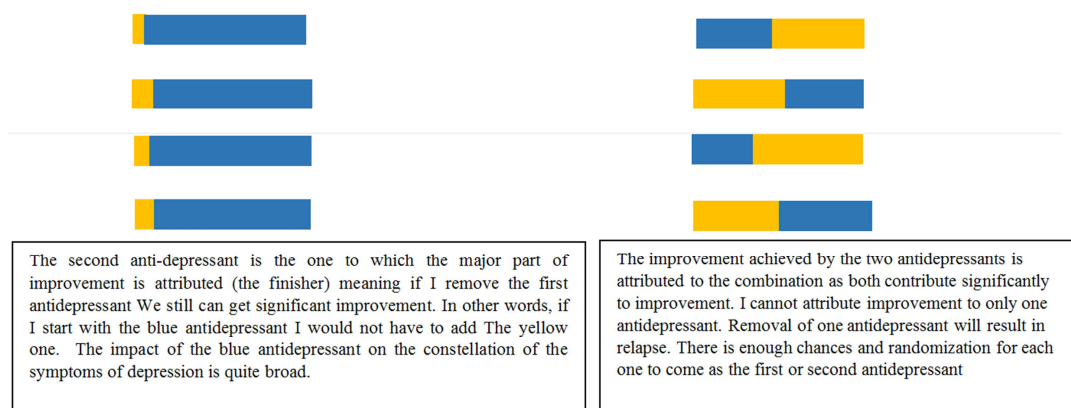 The second anti-depressant is the one to which the major part of
improvement is attributed (the finisher) meaning if I remove the first
antidepressant We still can get significant improvement. In other words, if
I start with the blue antidepressant I would not have to add The yellow
one. The impact of the blue antidepressant on the constellation of the
symptoms of depression is quite broad.
The improvement achieved by the two antidepressants is
attributed to the combination as both contribute significantly
to improvement. I cannot attribute improvement to only one
antidepressant. Removal of one antidepressant will result in
relapse. There is enough chances and randomization for each
one to come as the first or second antidepressant